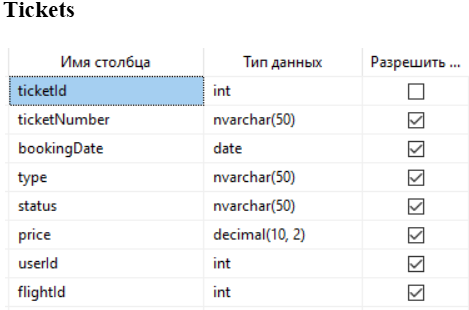 Tickets
Имя столбца Тип данных Разрешить ...
ticketId int
ticketNumber nvarchar(50)
bookingDate date
type nvarchar(50)
status nvarchar(50)
price decimal(10, 2)
userId int
flightId int